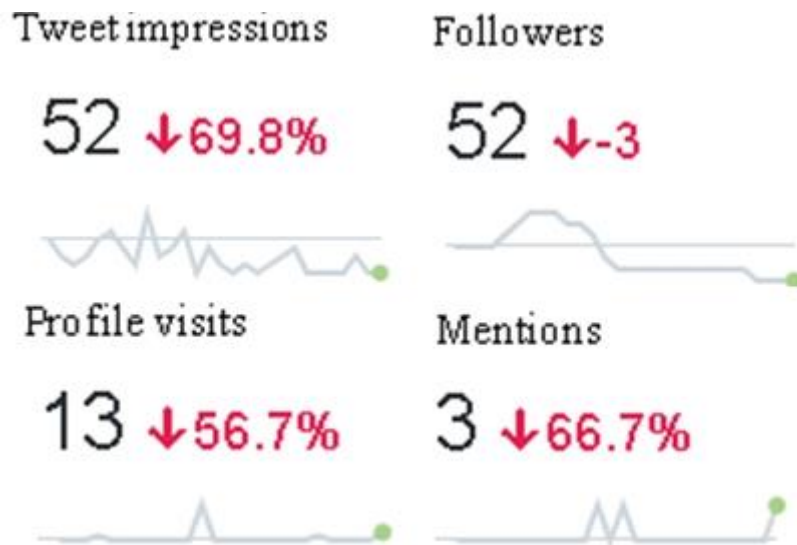 Tweet impressions
Followers
52 ↓69.8%
52 ↓-3
Profile visits
Mentions
13 ↓56.7%
3 ↓66.7%